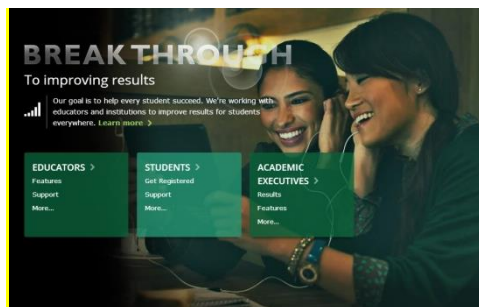 BREAKTHROUGH
To improving results
Our goal is to help every student succeed. We're working with
educators and institutions to improve results for students
everywhere. Learn more >
EDUCATORS >
Features
Support
More...
STUDENTS >
Get Registered
Support
More...
ACADEMIC
EXECUTIVES >
Results
Features
More...